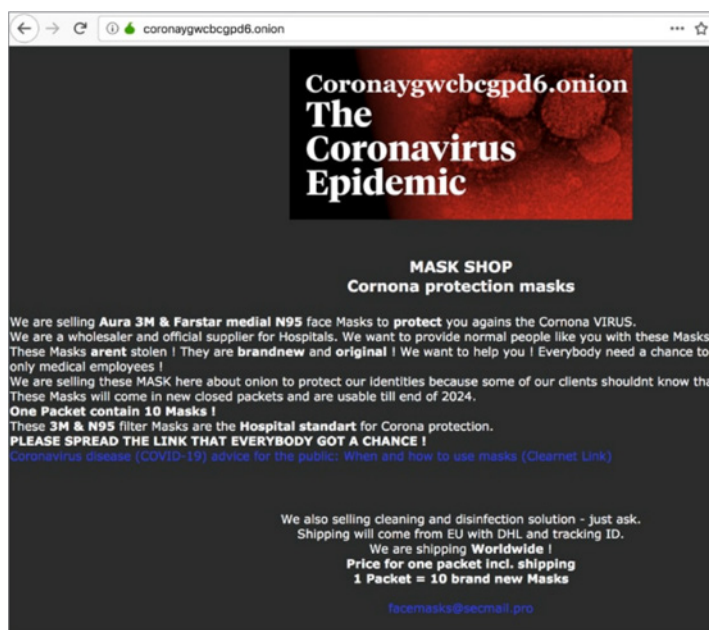 coronaygwcbcgpd6.onion
Coronaygwcbcgpd6.onion
The
Coronavirus
Epidemic
MASK SHOP
Cornona protection masks
We are selling Aura 3M & Farstar medial N95 face Masks to protect you agains the Cornona VIRUS.
We are a wholesaler and official supplier for Hospitals. We want to provide normal people like you with these Masks
These Masks arent stolen ! They are brandnew and original ! We want to help you ! Everybody need a chance to
only medical employees !
We are selling these MASK here about onion to protect our identities because some of our clients shouldnt know
These Masks will come in new closed packets and are usable till end of 2024.
One Packet contain 10 Masks !
These 3M & N95 filter Masks are the Hospital standart for Corona protection.
PLEASE SPREAD THE LINK THAT EVERYBODY GOT A CHANCE !
Coronavirus disease (COVID-19) advice for the public: When and how to use masks (Clearnet Link)
We also selling cleaning and disinfection solution - just ask.
Shipping will come from EU with DHL and tracking ID.
We are shipping Worldwide !
Price for one packet incl. shipping
1 Packet = 10 brand new Masks
facemasks@secmail.pro